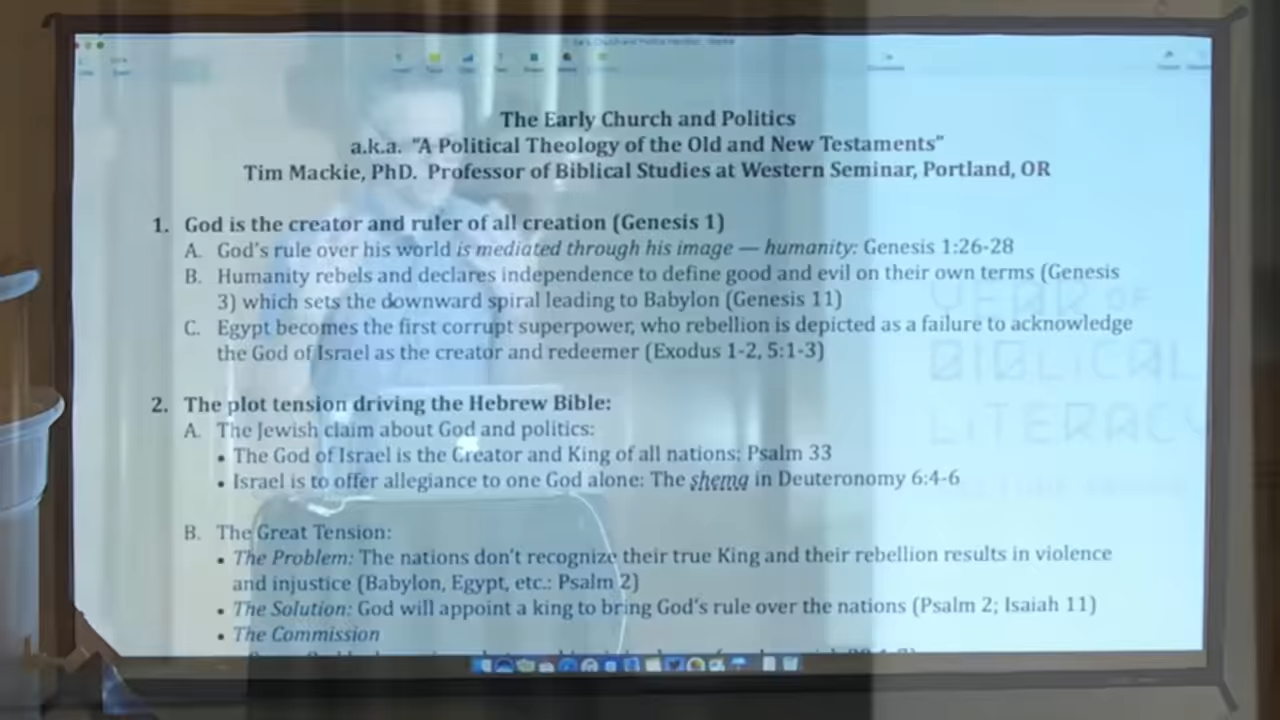 The Early Church and Politics
a.k.a. "A Political Theology of the Old and New Testaments"
Tim Mackie, PhD. Professor of Biblical Studies at Western Seminar, Portland, OR
1. God is the creator and ruler of all creation (Genesis 1)
A. God's rule over his world is mediated through his image — humanity: Genesis 1:26-28
B. Humanity rebels and declares independence to define good and evil on their own terms (Genesis
3) which sets the downward spiral leading to Babylon (Genesis 11)
C. Egypt becomes the first corrupt superpower, who rebellion is depicted as a failure to acknowledge
the God of Israel as the creator and redeemer (Exodus 1-2, 5:1-3)
2. The plot tension driving the Hebrew Bible:
A. The Jewish claim about God and politics:
• The God of Israel is the Creator and King of all nations: Psalm 33
• Israel is to offer allegiance to one God alone: The shema in Deuteronomy 6:4-6
B. The Great Tension:
• The Problem: The nations don't recognize their true King and their rebellion results in violence
and injustice (Babylon, Egypt, etc.: Psalm 2)
• The Solution: God will appoint a king to bring God's rule over the nations (Psalm 2; Isaiah 11)
• The Commission
YEAR OF
BIBLICAL
LITERACY